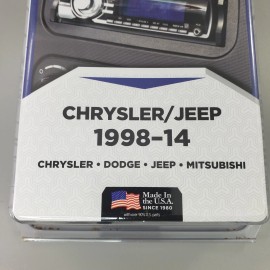 CHRYSLER/JEEP
1998-14
CHRYSLER • DODGE • JEEP • MITSUBISHI
Made In
the U.S.A.
SINCE 1980